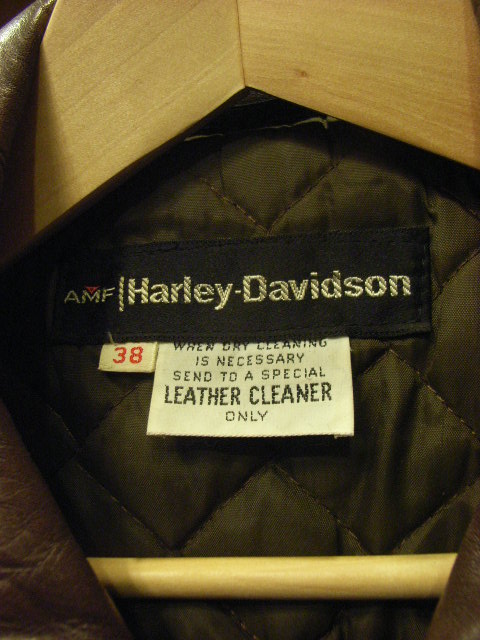 AMF|Harley-Davidson
38
WHEN DRY CLEANING
IS NECESSARY
SEND TO A SPECIAL
LEATHER CLEANER
ONLY